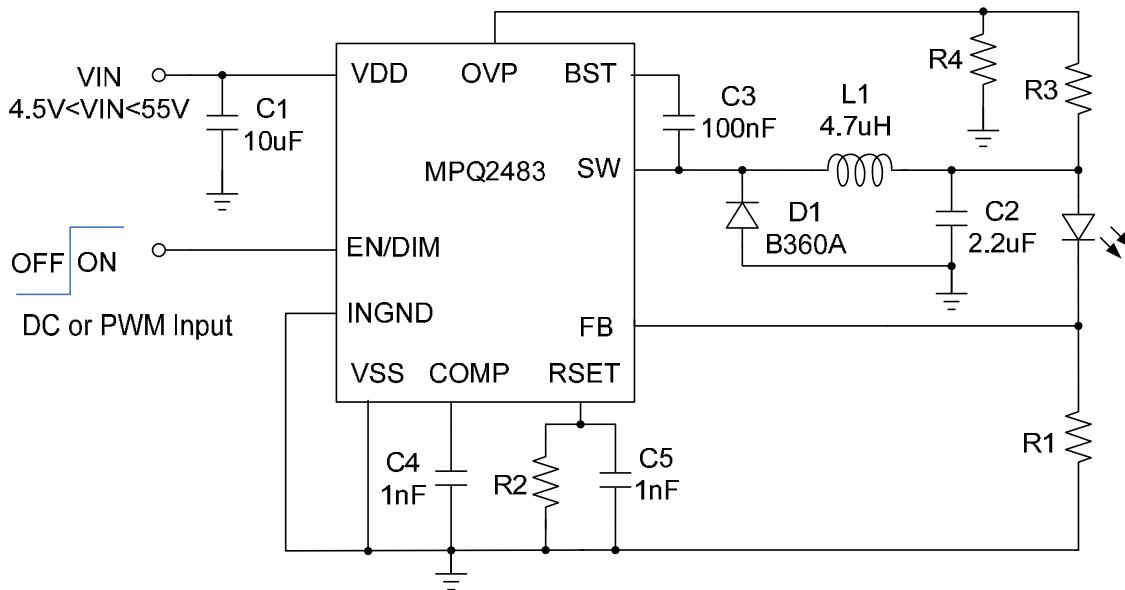 VDD
OVP
BST
VIN
4.5V<VIN<55V
C1
10uF
C3
100nF
L1
4.7uH
R4
R3
MPQ2483
SW
D1
B360A
C2
2.2uF
OFF
ON
EN/DIM
DC or PWM Input
INGND
FB
VSS
COMP
RSET
C4
1nF
R2
C5
1nF
R1